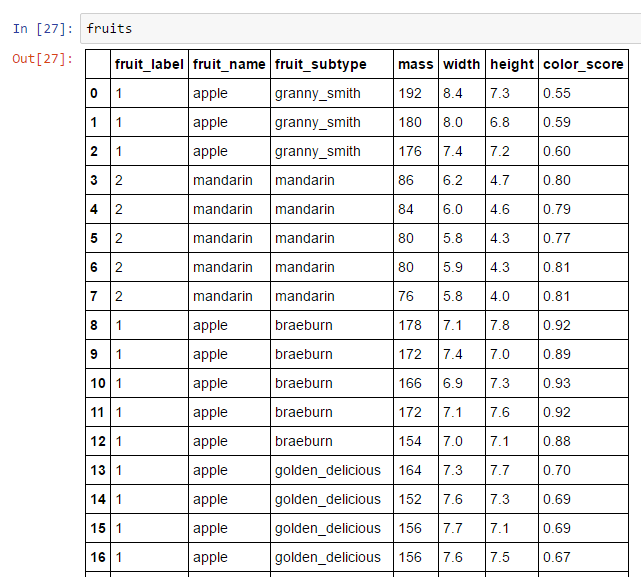 In [27]: fruits
Out[27]:
fruit_label fruit_name fruit_subtype mass width height color_score
0 1 apple granny_smith 192 8.4 7.3 0.55
1 1 apple granny_smith 180 8.0 6.8 0.59
2 1 apple granny_smith 176 7.4 7.2 0.60
3 2 mandarin mandarin 86 6.2 4.7 0.80
4 2 mandarin mandarin 84 6.0 4.6 0.79
5 2 mandarin mandarin 80 5.8 4.3 0.77
6 2 mandarin mandarin 80 5.9 4.3 0.81
7 2 mandarin mandarin 76 5.8 4.0 0.81
8 1 apple braeburn 178 7.1 7.8 0.92
9 1 apple braeburn 172 7.4 7.0 0.89
10 1 apple braeburn 166 6.9 7.3 0.93
11 1 apple braeburn 172 7.1 7.6 0.92
12 1 apple braeburn 154 7.0 7.1 0.88
13 1 apple golden_delicious 164 7.3 7.7 0.70
14 1 apple golden_delicious 152 7.6 7.3 0.69
15 1 apple golden_delicious 156 7.7 7.1 0.69
16 1 apple golden_delicious 156 7.6 7.5 0.67